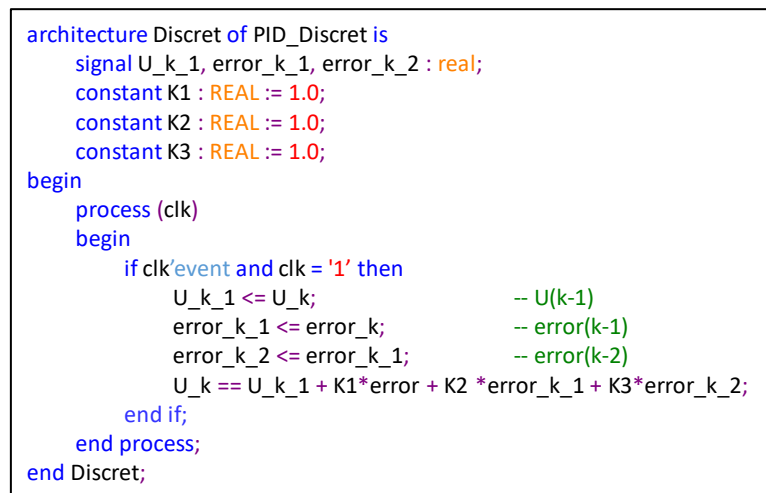 architecture Discret of PID_Discret is
signal U_k_1, error_k_1, error_k_2 : real;
constant K1 : REAL := 1.0;
constant K2 : REAL := 1.0;
constant K3 : REAL := 1.0;
begin
process (clk)
begin
if clk’event and clk = '1’ then
U_k_1 <= U_k; -- U(k-1)
error_k_1 <= error_k; -- error(k-1)
error_k_2 <= error_k_1; -- error(k-2)
U_k == U_k_1 + K1*error + K2 *error_k_1 + K3*error_k_2;
end if;
end process;
end Discret;